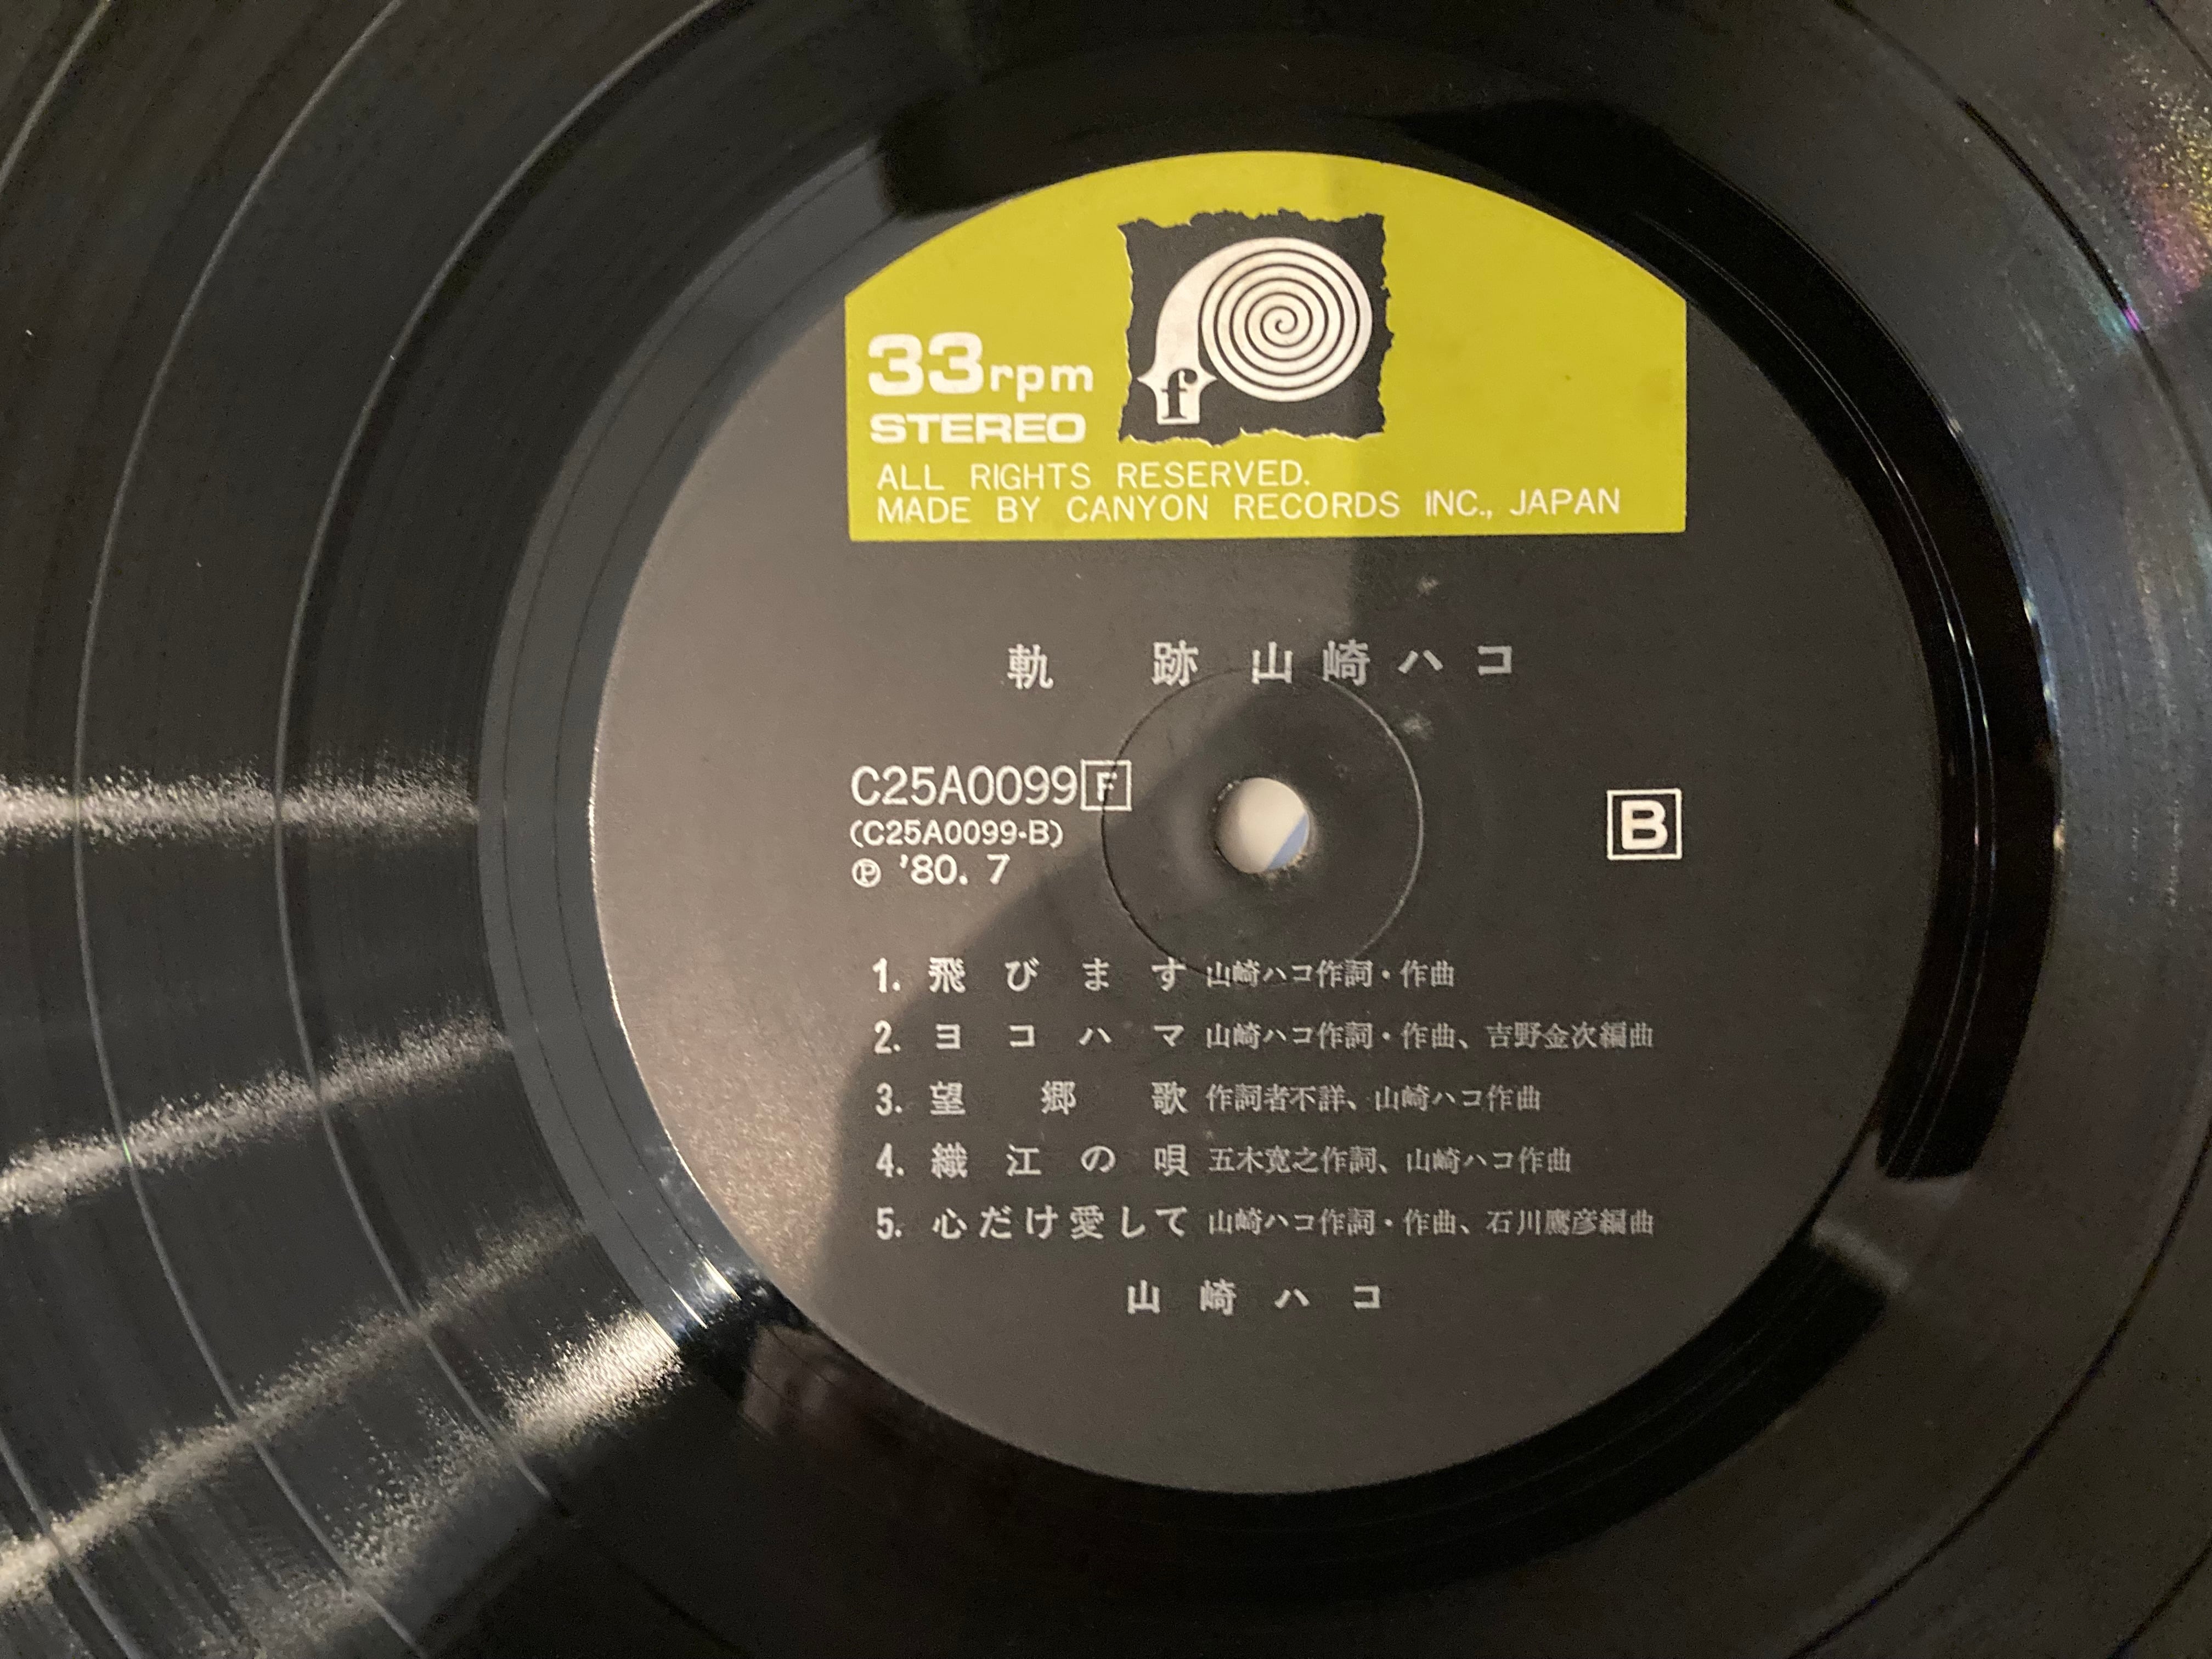 33rpm
STEREO
f
ALL RIGHTS RESERVED.
MADE BY CANYON RECORDS INC., JAPAN
軌跡 山崎ハコ
C25A0099 F
(C25A0099-B)
℗ '80. 7
B
1. 飛びます 山崎ハコ作詞・作曲
2. ヨコハマ 山崎ハコ作詞・作曲、吉野金次編曲
3. 望郷歌 作詞者不詳、山崎ハコ作曲
4. 織江の唄 五木寛之作詞、山崎ハコ作曲
5. 心だけ愛して 山崎ハコ作詞・作曲、石川鷹彦編曲
山崎ハコ